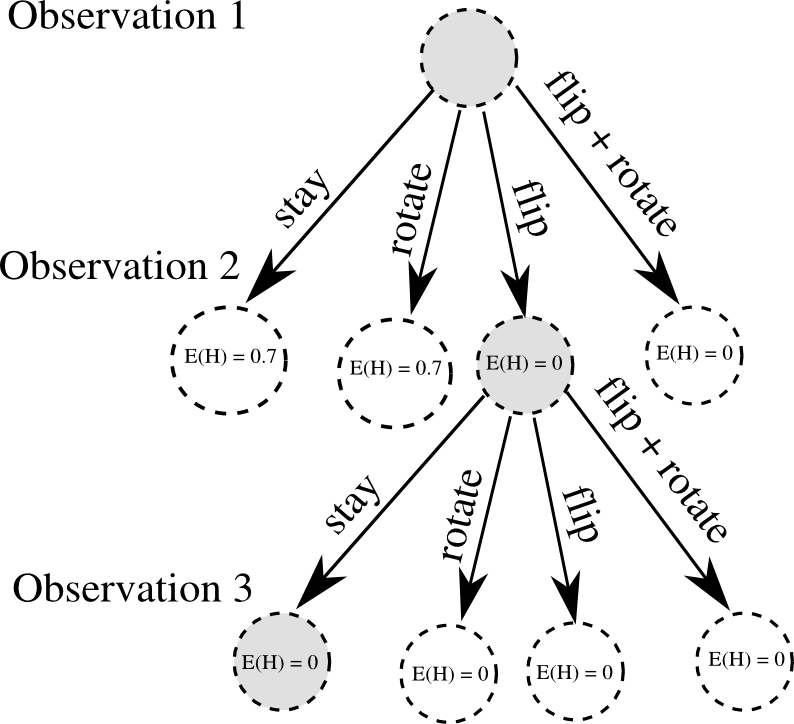 Observation 1
stay
rotate
flip
flip + rotate
Observation 2
E(H) = 0.7
E(H) = 0.7
E(H) = 0
E(H) = 0
stay
rotate
flip
flip + rotate
Observation 3
E(H) = 0
E(H) = 0
E(H) = 0
E(H) = 0